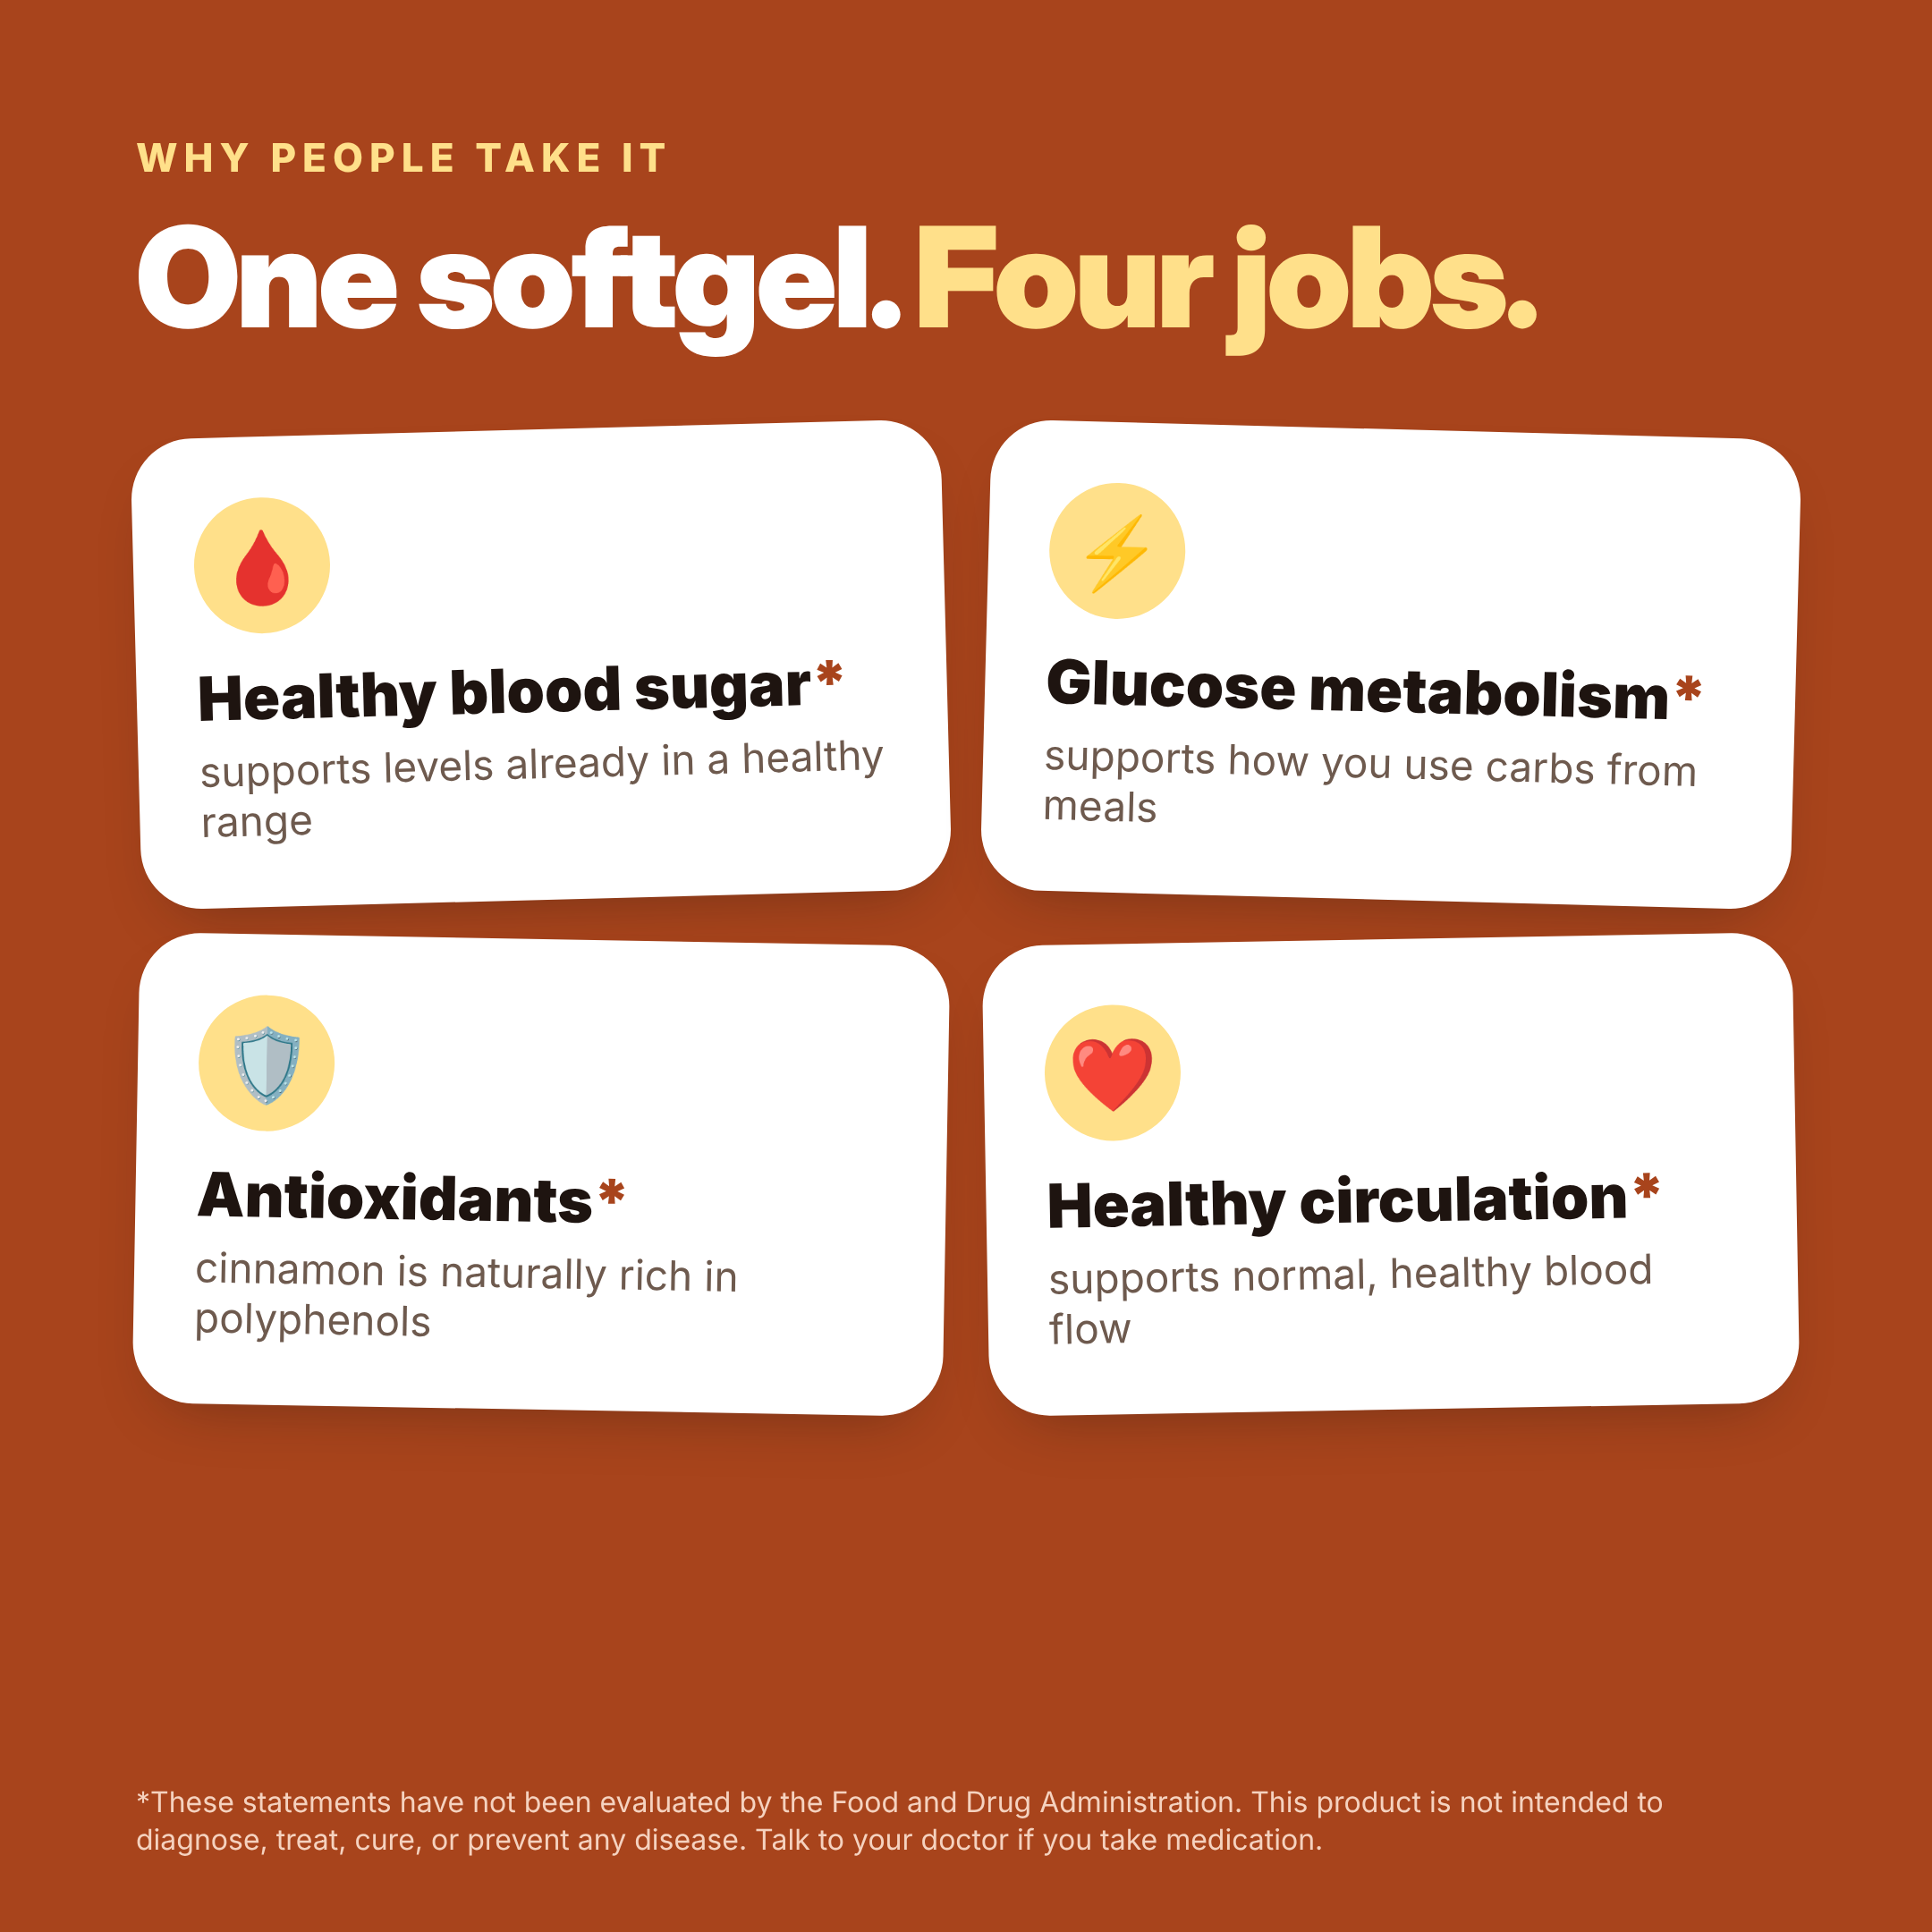 WHY PEOPLE TAKE IT
One softgel. Four jobs.
Healthy blood sugar*
supports levels already in a healthy
range
Glucose metabolism*
supports how you use carbs from
meals
Antioxidants*
cinnamon is naturally rich in
polyphenols
Healthy circulation*
supports normal, healthy blood
flow
*These statements have not been evaluated by the Food and Drug Administration. This product is not intended to
diagnose, treat, cure, or prevent any disease. Talk to your doctor if you take medication.